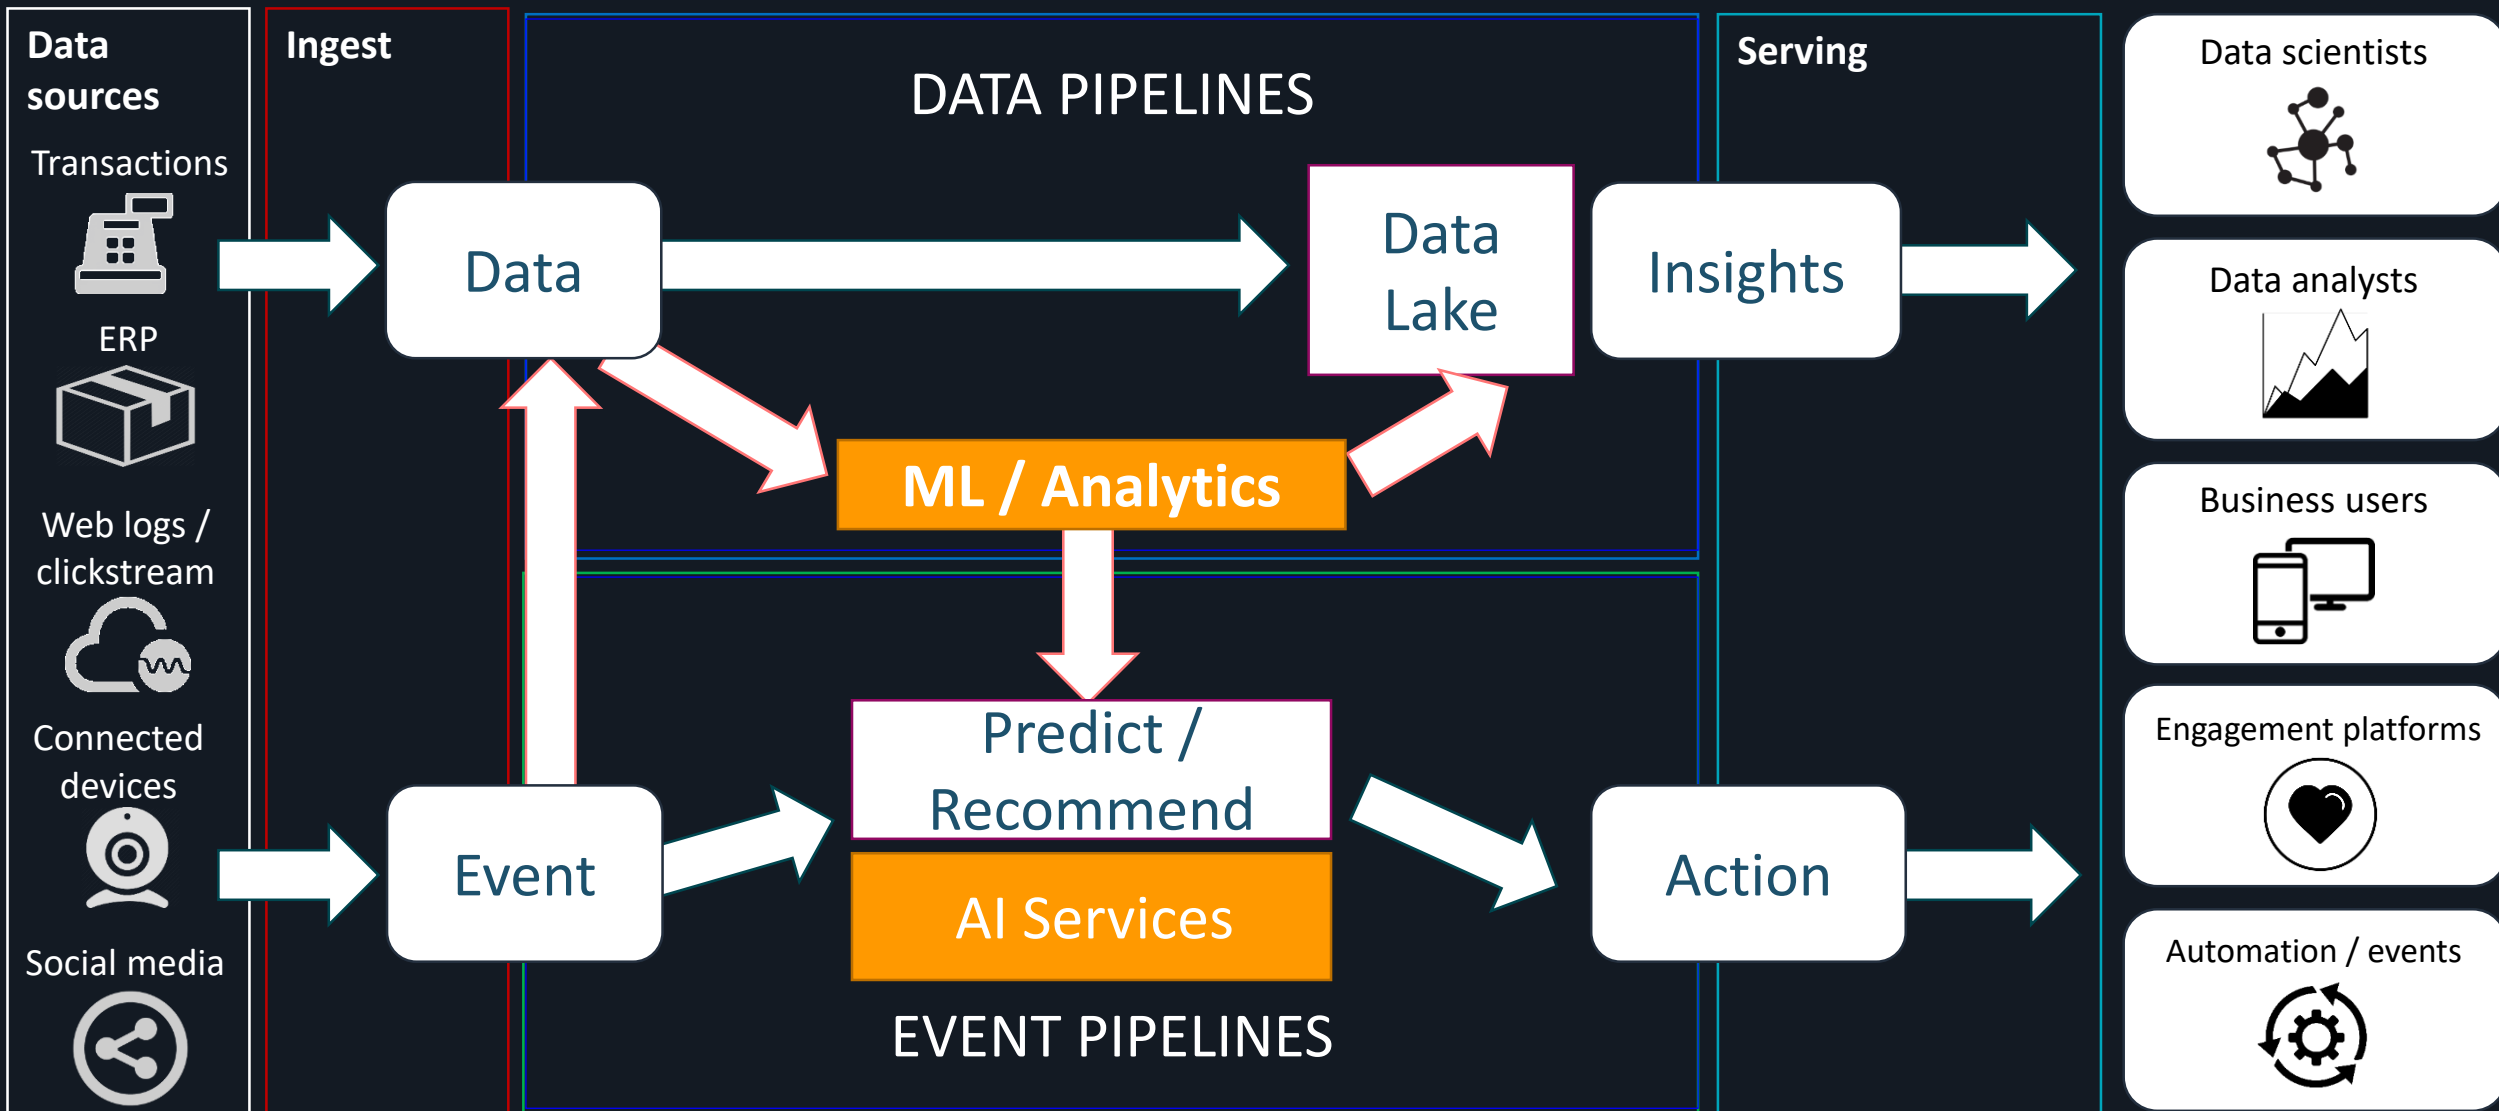 Data
sources
Transactions
ERP
Web logs /
clickstream
Connected
devices
Social media
Ingest
DATA PIPELINES
Data
Data
Lake
Insights
ML / Analytics
Predict /
Recommend
Event
AI Services
Action
EVENT PIPELINES
Serving
Data scientists
Data analysts
Business users
Engagement platforms
Automation / events